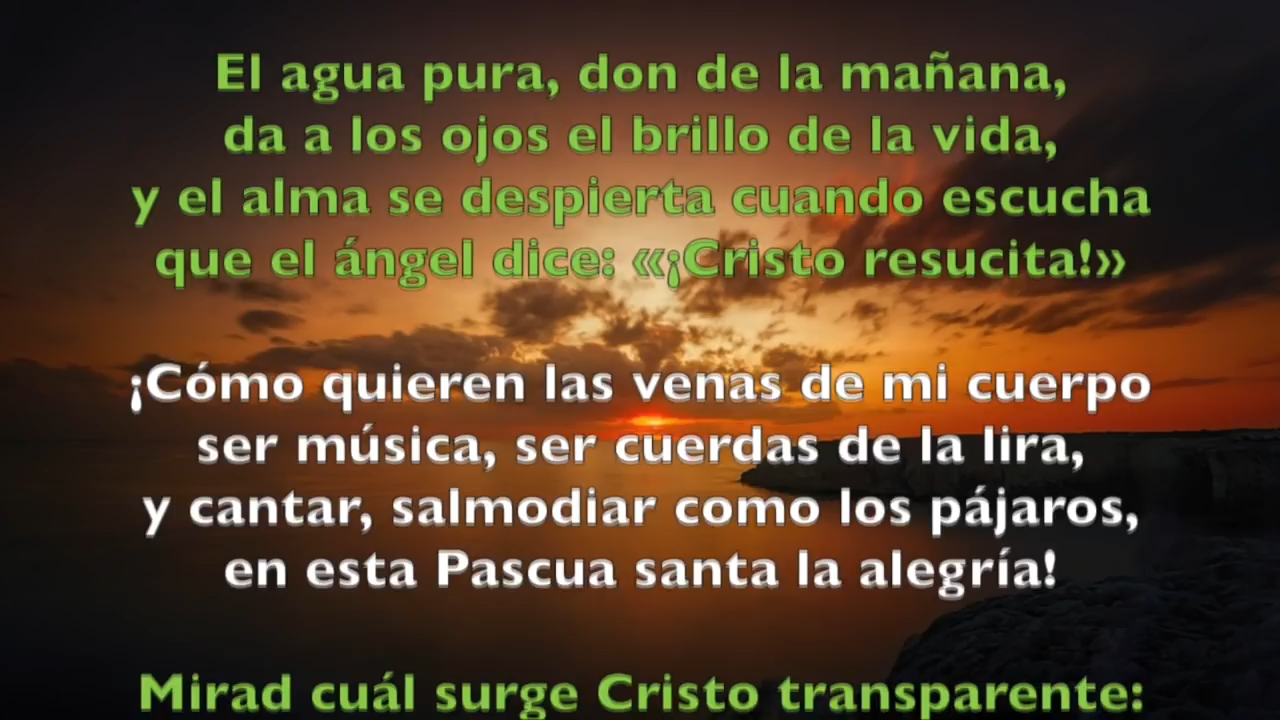 El agua pura, don de la mañana,
da a los ojos el brillo de la vida,
y el alma se despierta cuando escucha
que el ángel dice: «¡Cristo resucita!»
¡Cómo quieren las venas de mi cuerpo
ser música, ser cuerdas de la lira,
y cantar, salmodiar como los pájaros,
en esta Pascua santa la alegría!
Mirad cuál surge Cristo transparente: